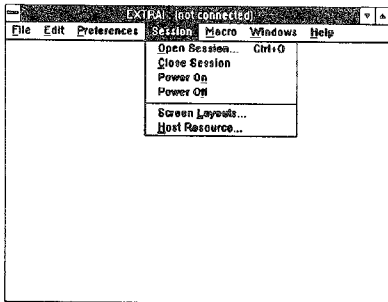 EXTRA! (not connected)
File Edit Preferences Session Macro Windows Help
Open Session... Ctrl+O
Close Session
Power On
Power Off
Screen Layouts...
Host Resource...